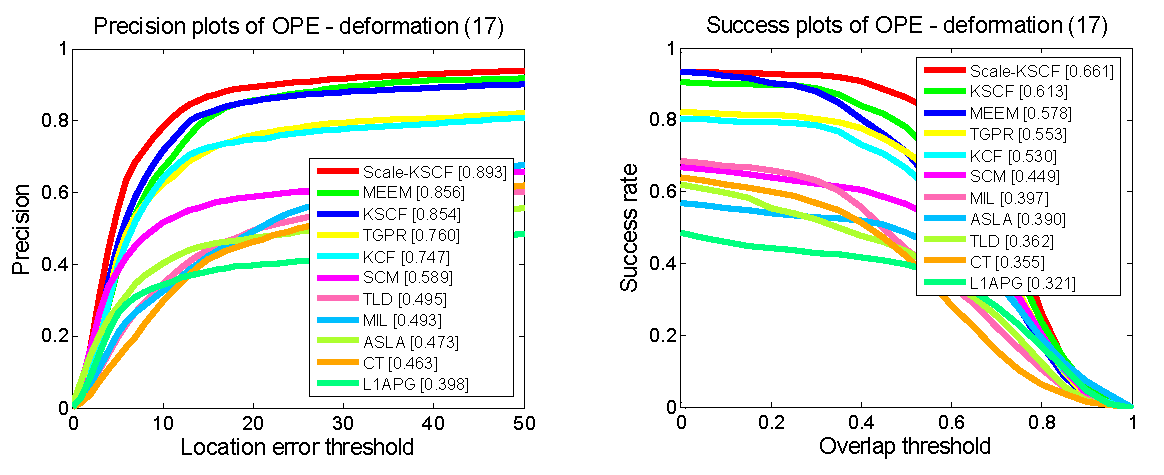 Precision plots of OPE - deformation (17)
1
0.8
0.6
0.4
0.2
0
Precision
0
10
20
30
40
50
Location error threshold
Scale-KSCF [0.893]
MEEM [0.856]
KSCF [0.854]
TGPR [0.760]
KCF [0.747]
SCM [0.589]
TLD [0.495]
MIL [0.493]
ASLA [0.473]
CT [0.463]
L1APG [0.398]
Success plots of OPE - deformation (17)
1
0.8
0.6
0.4
0.2
0
Success rate
0
0.2
0.4
0.6
0.8
1
Overlap threshold
Scale-KSCF [0.661]
KSCF [0.613]
MEEM [0.578]
TGPR [0.553]
KCF [0.530]
SCM [0.449]
MIL [0.397]
ASLA [0.390]
TLD [0.362]
CT [0.355]
L1APG [0.321]